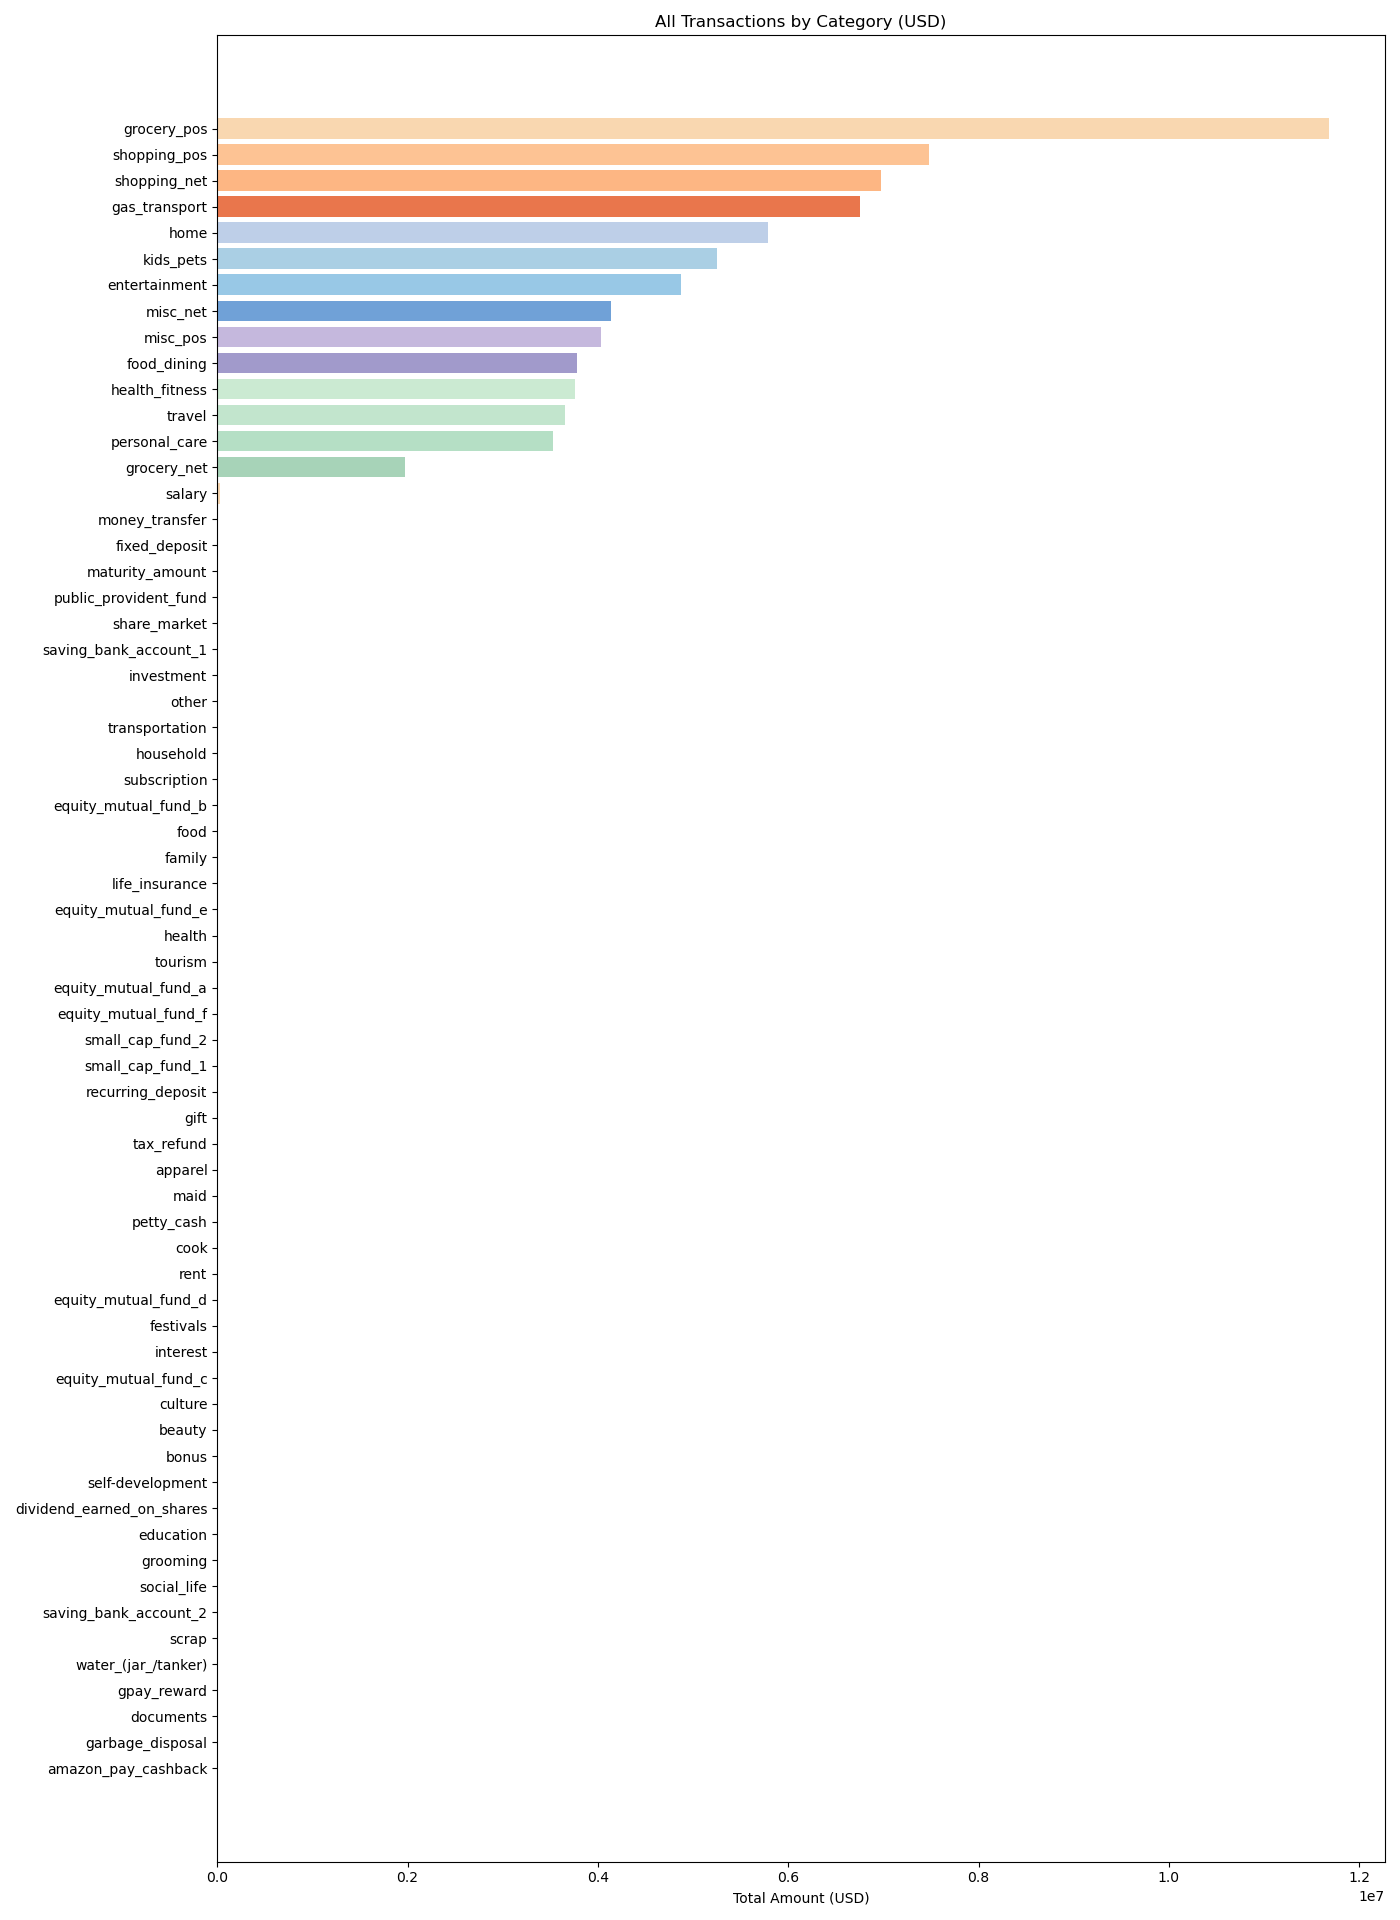 All Transactions by Category (USD)
grocery_pos
shopping_pos
shopping_net
gas_transport
home
kids_pets
entertainment
misc_net
misc_pos
food_dining
health_fitness
travel
personal_care
grocery_net
salary
money_transfer
fixed_deposit
maturity_amount
public_provident_fund
share_market
saving_bank_account_1
investment
other
transportation
household
subscription
equity_mutual_fund_b
food
family
life_insurance
equity_mutual_fund_e
health
tourism
equity_mutual_fund_a
equity_mutual_fund_f
small_cap_fund_2
small_cap_fund_1
recurring_deposit
gift
tax_refund
apparel
maid
petty_cash
cook
rent
equity_mutual_fund_d
festivals
interest
equity_mutual_fund_c
culture
beauty
bonus
self-development
dividend_earned_on_shares
education
grooming
social_life
saving_bank_account_2
scrap
water_(jar_/tanker)
gpay_reward
documents
garbage_disposal
amazon_pay_cashback
0.0 0.2 0.4 0.6 0.8 1.0 1.2
1e7
Total Amount (USD)